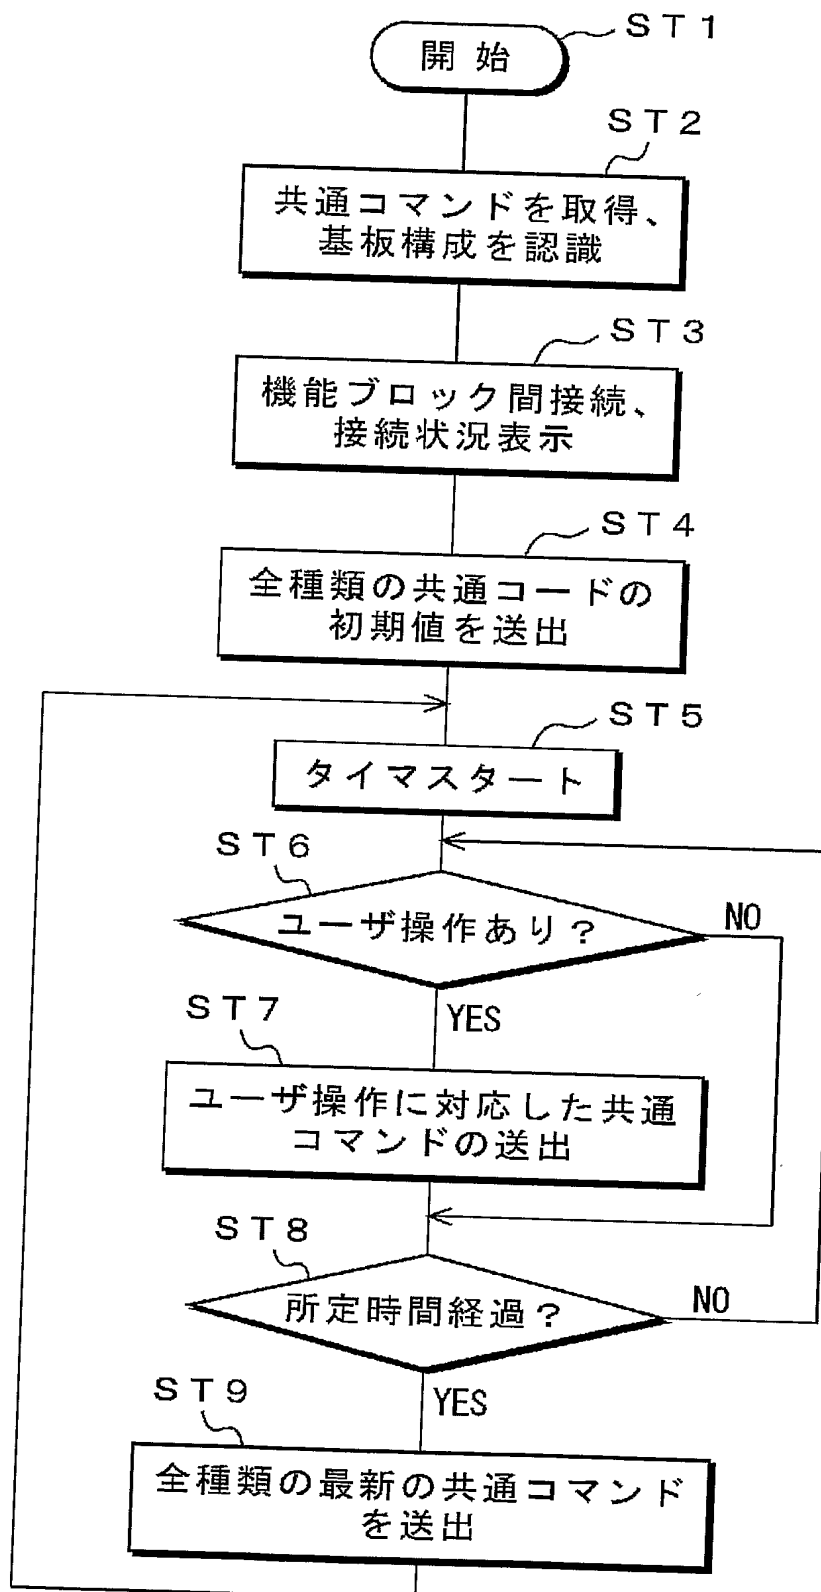 ST1
開始
ST2
共通コマンドを取得、
基板構成を認識
ST3
機能ブロック間接続、
接続状況表示
ST4
全種類の共通コードの
初期値を送出
ST5
タイマスタート
ST6
ユーザ操作あり?
NO
YES
ST7
ユーザ操作に対応した共通
コマンドの送出
ST8
所定時間経過?
NO
YES
ST9
全種類の最新の共通コマンド
を送出